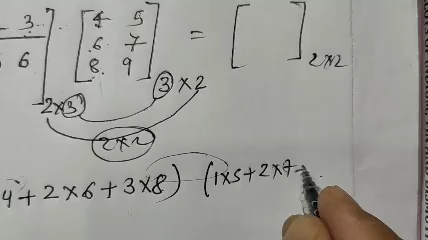 3 ] [ 4 5
6 ] [ 6 7 ] = [ ] 2×2
8 9 ]
2×3 3×2
2×2
4+2×6+3×8) (1×5+2×7